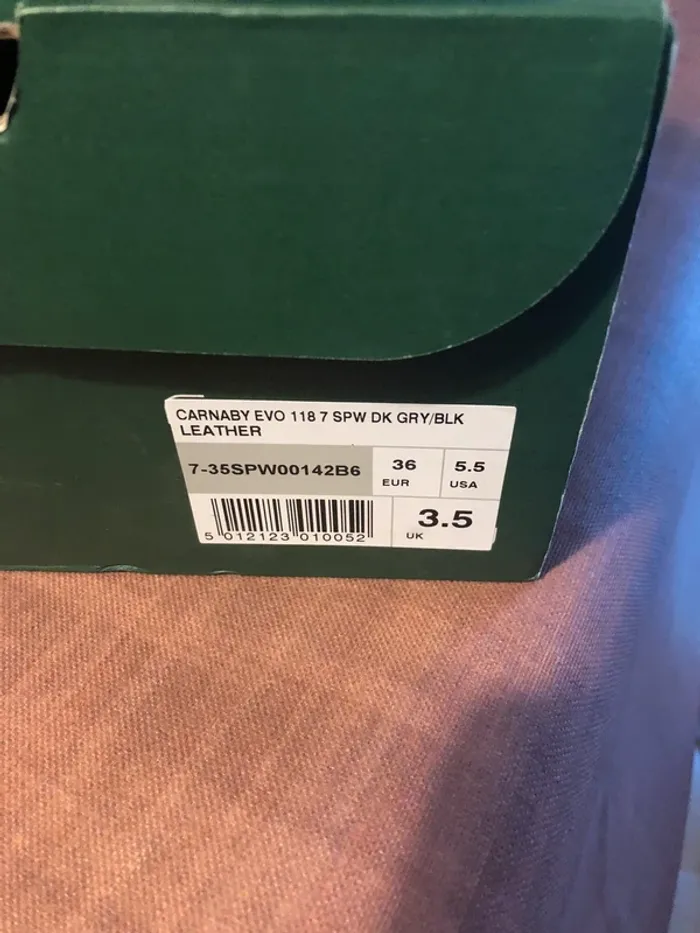 CARNABY EVO 118 7 SPW DK GRY/BLK
LEATHER
7-35SPW00142B6
36
EUR
5.5
USA
5 012123 010052
3.5
UK